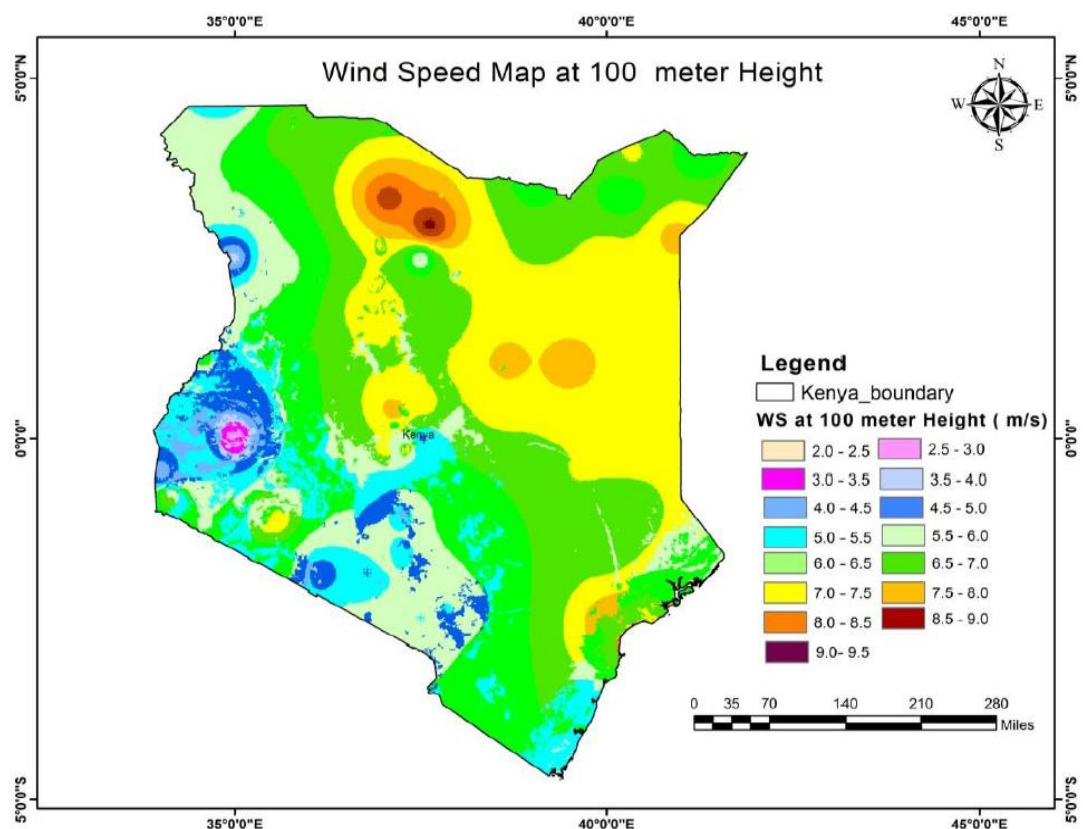 35°0'0"E 40°0'0"E 45°0'0"E
5°0'0"N 5°0'0"N
Wind Speed Map at 100 meter Height
N
W E
S
0°0'0" 0°0'0"
Kenya
Legend
Kenya_boundary
WS at 100 meter Height ( m/s)
2.0 - 2.5 2.5 - 3.0
3.0 - 3.5 3.5 - 4.0
4.0 - 4.5 4.5 - 5.0
5.0 - 5.5 5.5 - 6.0
6.0 - 6.5 6.5 - 7.0
7.0 - 7.5 7.5 - 8.0
8.0 - 8.5 8.5 - 9.0
9.0- 9.5
0 35 70 140 210 280
Miles
5°0'0"S 5°0'0"S
35°0'0"E 40°0'0"E 45°0'0"E